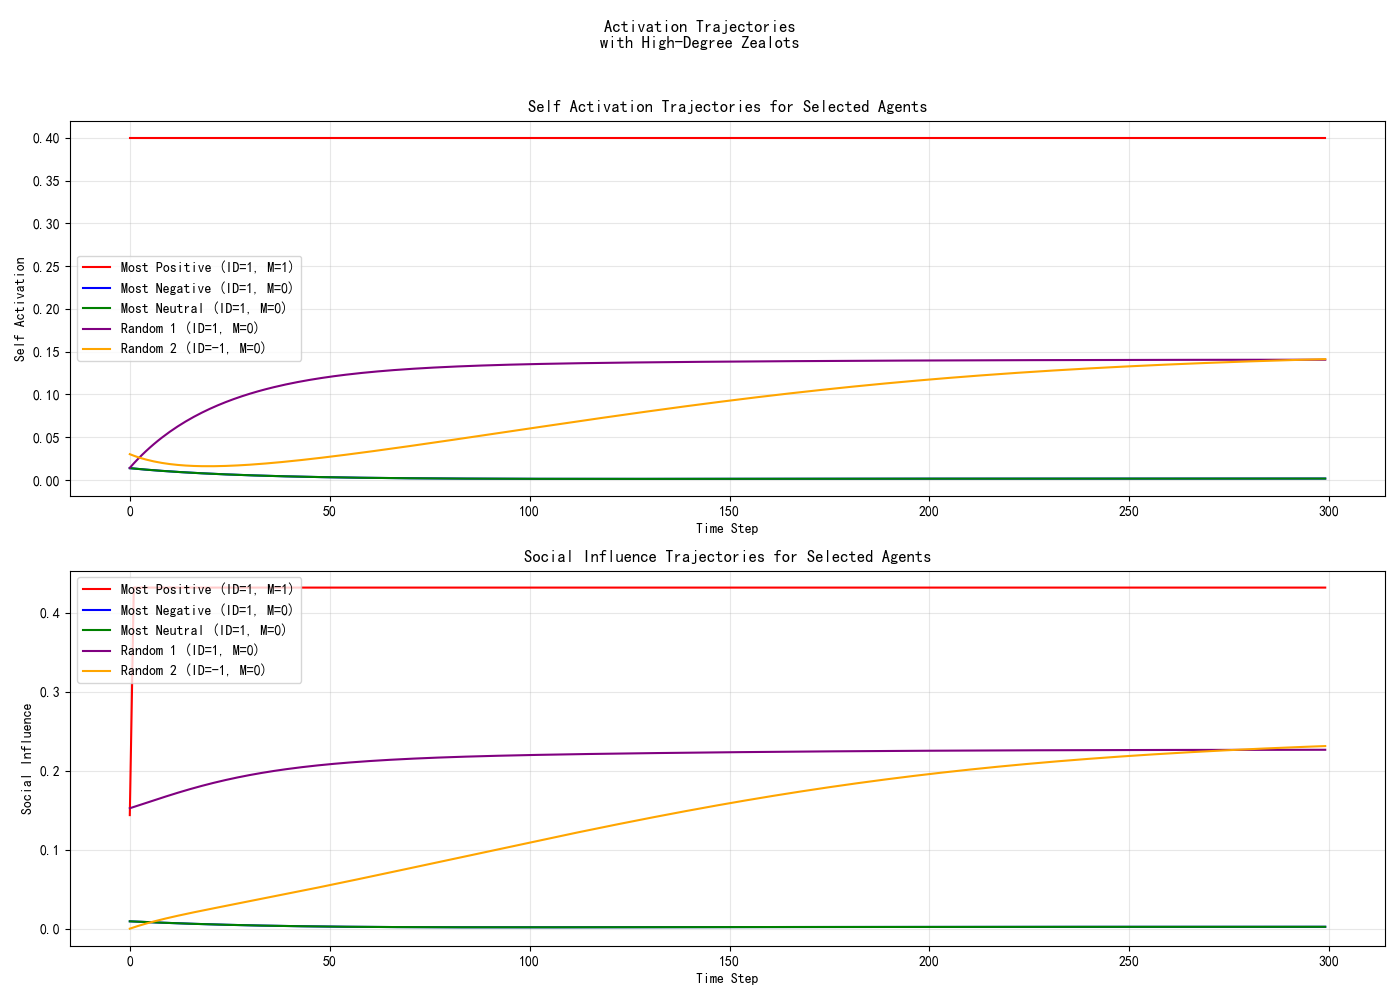 Activation Trajectories
with High-Degree Zealots
Self Activation Trajectories for Selected Agents
0.40
0.35
0.30
0.25
0.20
0.15
0.10
0.05
0.00
Self Activation
Most Positive (ID=1, M=1)
Most Negative (ID=1, M=0)
Most Neutral (ID=1, M=0)
Random 1 (ID=1, M=0)
Random 2 (ID=-1, M=0)
0 50 100 150 200 250 300
Time Step
Social Influence Trajectories for Selected Agents
0.4
0.3
0.2
0.1
0.0
Social Influence
Most Positive (ID=1, M=1)
Most Negative (ID=1, M=0)
Most Neutral (ID=1, M=0)
Random 1 (ID=1, M=0)
Random 2 (ID=-1, M=0)
0 50 100 150 200 250 300
Time Step